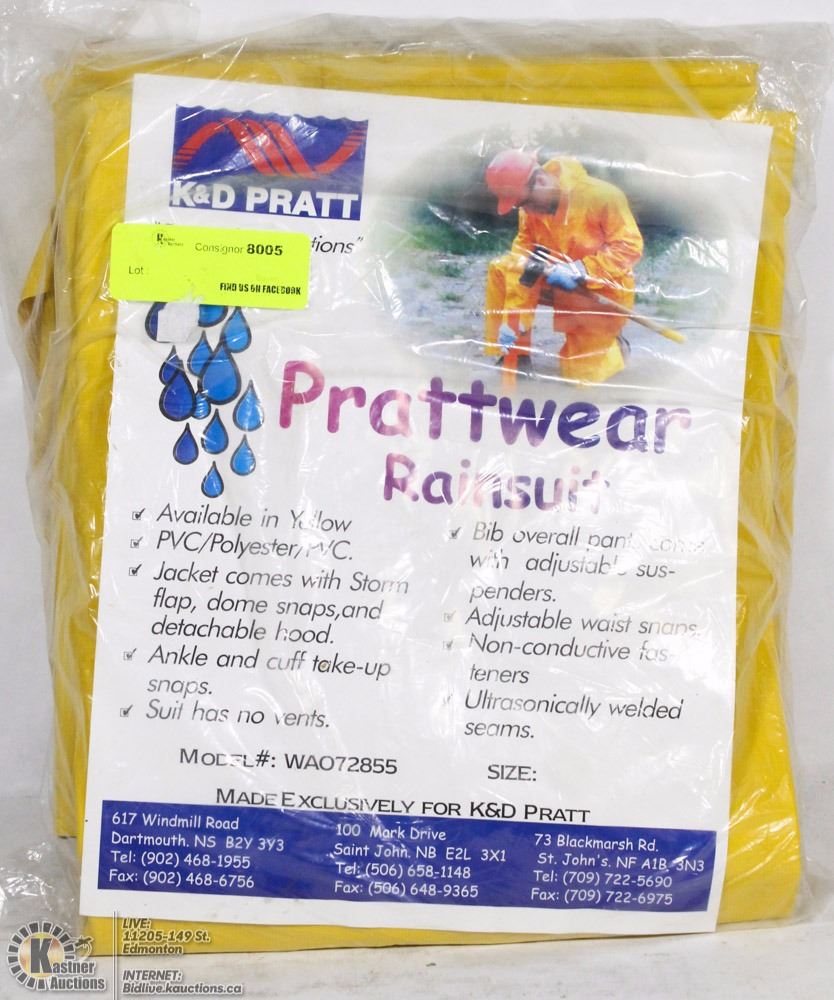 K&D PRATT
Kastner Auctions Consignor 8005
Lot :
FIND US ON FACEBOOK
Prattwear
Rainsuit
Available in Yellow
PVC/Polyester/PVC.
Jacket comes with Storm
flap, dome snaps,and
detachable hood.
Ankle and cuff take-up
snaps.
Suit has no vents.
Bib overall pant
with adjustable sus-
penders.
Adjustable waist snaps.
Non-conductive fas-
teners
Ultrasonically welded
seams.
MODEL#: WAO72855
SIZE:
MADE EXCLUSIVELY FOR K&D PRATT
617 Windmill Road
Dartmouth. NS B2Y 3Y3
Tel: (902) 468-1955
Fax: (902) 468-6756
100 Mark Drive
Saint John, NB E2L 3X1
Tel: (506) 658-1148
Fax: (506) 648-9365
73 Blackmarsh Rd.
St. John's. NF A1B 3N3
Tel: (709) 722-5690
Fax: (709) 722-6975
Kastner
Auctions
LIVE:
11205-149 St.
Edmonton
INTERNET:
Bidlive.kauctions.ca